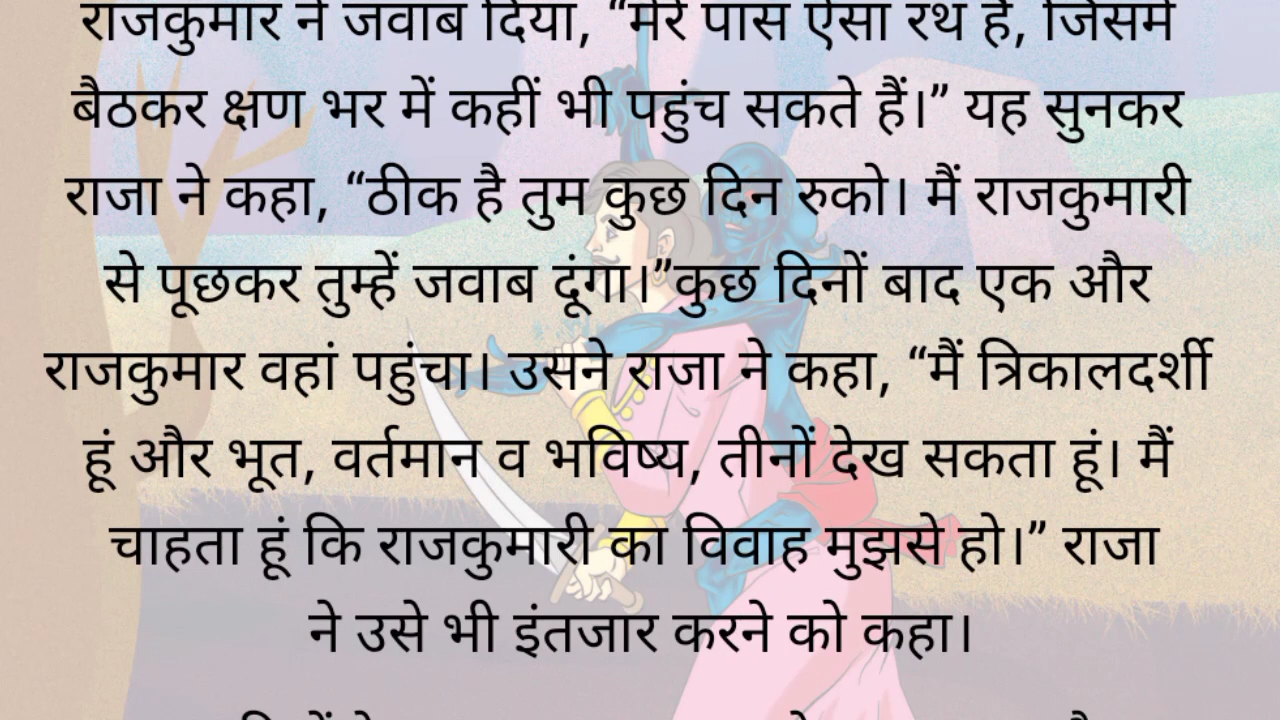 राजकुमार ने जवाब दिया, “मेरे पास ऐसा रथ है, जिसमें
बैठकर क्षण भर में कहीं भी पहुंच सकते हैं।” यह सुनकर
राजा ने कहा, “ठीक है तुम कुछ दिन रुको। मैं राजकुमारी
से पूछकर तुम्हें जवाब दूंगा।”कुछ दिनों बाद एक और
राजकुमार वहां पहुंचा। उसने राजा ने कहा, “मैं त्रिकालदर्शी
हूं और भूत, वर्तमान व भविष्य, तीनों देख सकता हूं। मैं
चाहता हूं कि राजकुमारी का विवाह मुझसे हो।” राजा
ने उसे भी इंतजार करने को कहा।